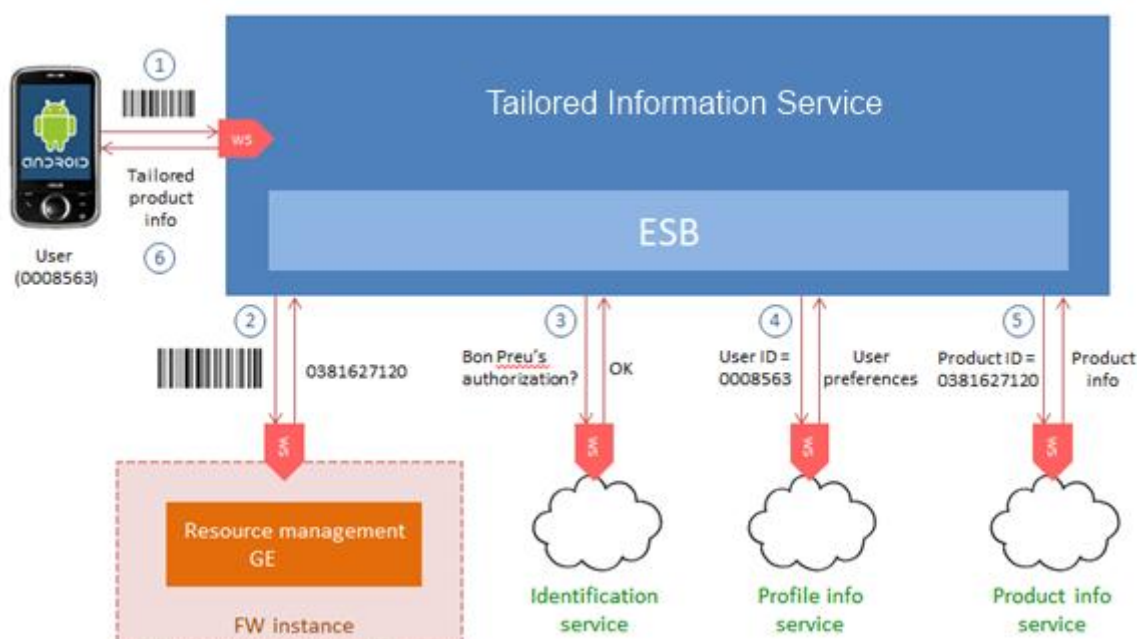 1
Tailored Information Service
ws
ANDROID
Tailored
product
info
6
User
(0008563)
ESB
2
0381627120
3
Bon Preu's
authorization?
OK
4
User ID =
0008563
User
preferences
5
Product ID =
0381627120
Product
info
ws
ws
ws
ws
Resource management
GE
FW instance
Identification
service
Profile info
service
Product info
service